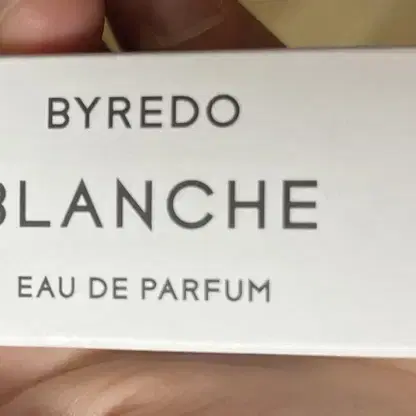 BYREDO
BLANCHE
EAU DE PARFUM